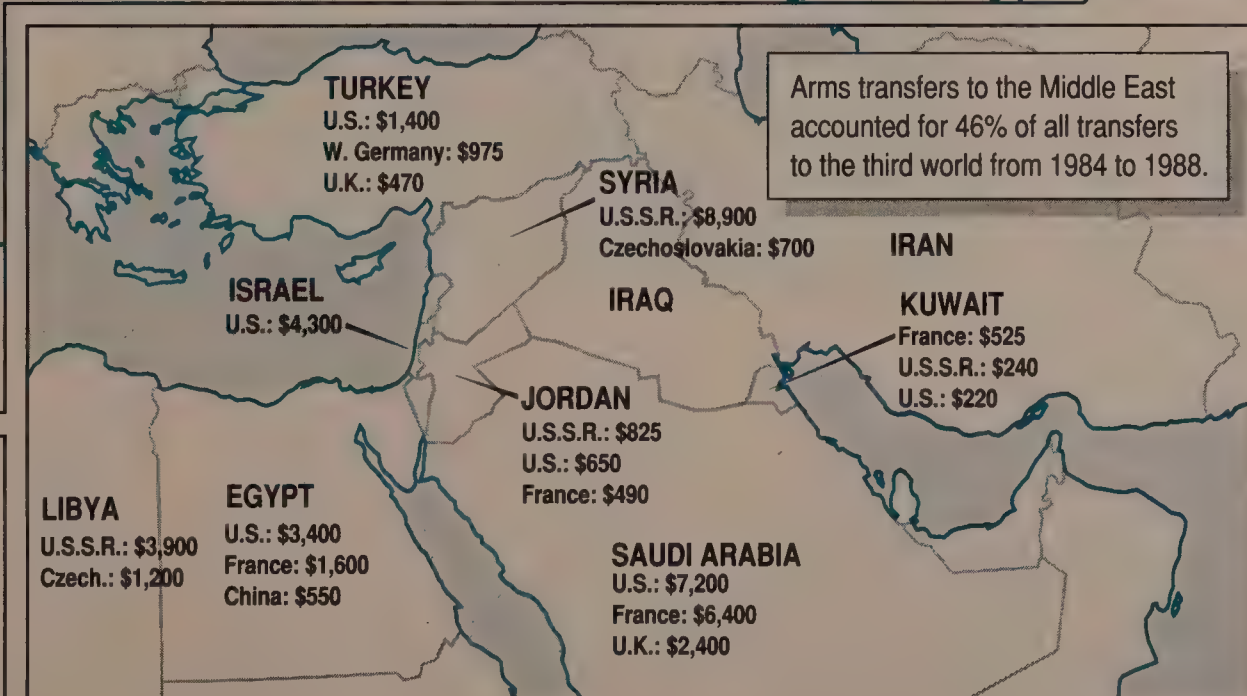 Arms transfers to the Middle East
accounted for 46% of all transfers
to the third world from 1984 to 1988.
TURKEY
U.S.: $1,400
W. Germany: $975
U.K.: $470
SYRIA
U.S.S.R.: $8,900
Czechoslovakia: $700
IRAN
ISRAEL
U.S.: $4,300
IRAQ
KUWAIT
France: $525
U.S.S.R.: $240
U.S.: $220
JORDAN
U.S.S.R.: $825
U.S.: $650
France: $490
LIBYA
U.S.S.R.: $3,900
Czech.: $1,200
EGYPT
U.S.: $3,400
France: $1,600
China: $550
SAUDI ARABIA
U.S.: $7,200
France: $6,400
U.K.: $2,400